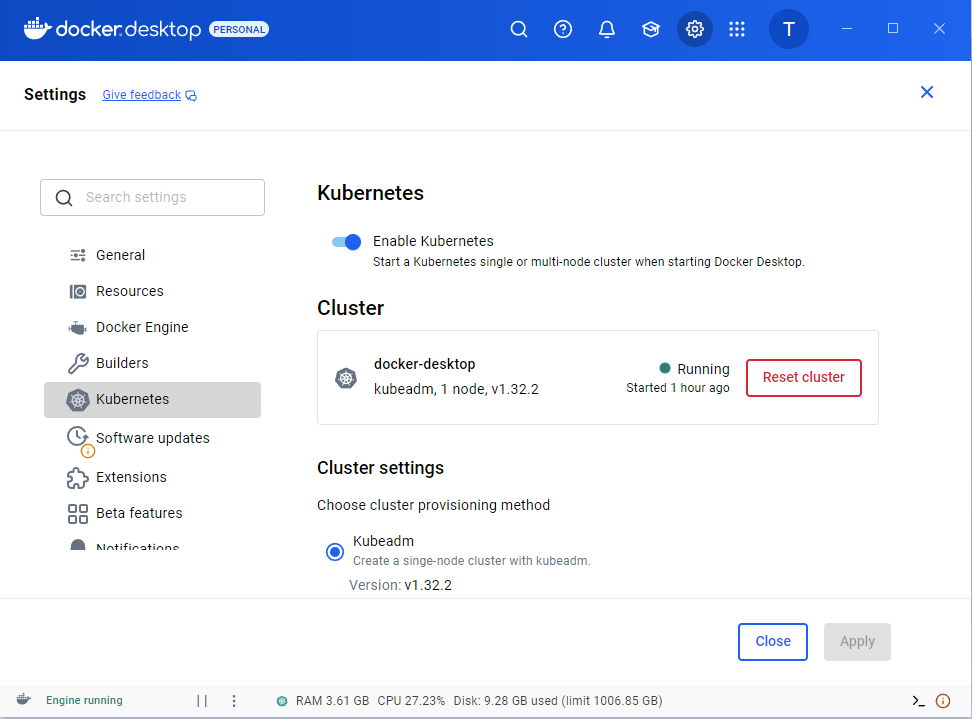 docker.desktop PERSONAL
T
Settings
Give feedback
Search settings
General
Resources
Docker Engine
Builders
Kubernetes
Software updates
Extensions
Beta features
Notifications
Kubernetes
Enable Kubernetes
Start a Kubernetes single or multi-node cluster when starting Docker Desktop.
Cluster
docker-desktop
kubeadm, 1 node, v1.32.2
Running
Started 1 hour ago
Reset cluster
Cluster settings
Choose cluster provisioning method
Kubeadm
Create a singe-node cluster with kubeadm.
Version: v1.32.2
Close
Apply
Engine running
RAM 3.61 GB CPU 27.23% Disk: 9.28 GB used (limit 1006.85 GB)